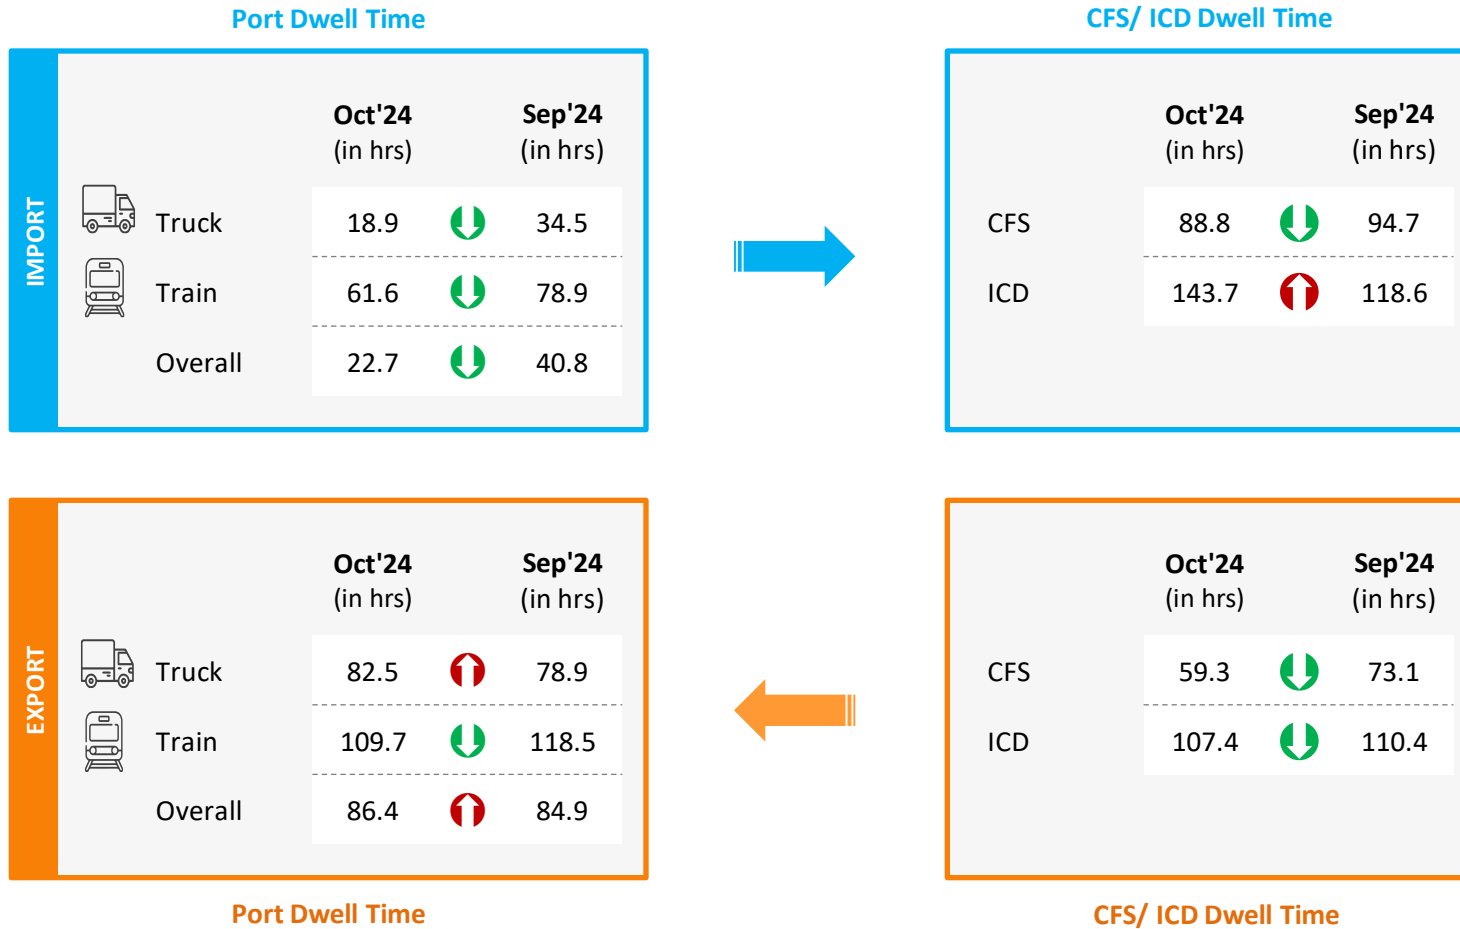 Port Dwell Time
CFS/ ICD Dwell Time
IMPORT
Oct'24 Sep'24
(in hrs) (in hrs)
Truck 18.9 34.5
Train 61.6 78.9
Overall 22.7 40.8
Oct'24 Sep'24
(in hrs) (in hrs)
CFS 88.8 94.7
ICD 143.7 118.6
EXPORT
Oct'24 Sep'24
(in hrs) (in hrs)
Truck 82.5 78.9
Train 109.7 118.5
Overall 86.4 84.9
Oct'24 Sep'24
(in hrs) (in hrs)
CFS 59.3 73.1
ICD 107.4 110.4
Port Dwell Time
CFS/ ICD Dwell Time